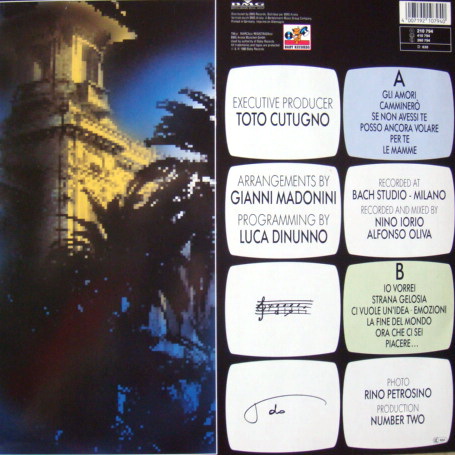 BMG
210 784
A
GLI AMORI
CAMMINERÒ
SE NON AVESSI TE
POSSO ANCORA VOLARE
PER TE
LE MAMME
EXECUTIVE PRODUCER
TOTO CUTUGNO
ARRANGEMENTS BY
GIANNI MADONINI
PROGRAMMING BY
LUCA DINUNNO
RECORDED AT
BACH STUDIO - MILANO
RECORDED AND MIXED BY
NINO IORIO
ALFONSO OLIVA
B
IO VORREI
STRANA GELOSIA
CI VUOLE UN'IDEA - EMOZIONI
LA FINE DEL MONDO
ORA CHE CI SEI
PIACERE...
PHOTO
RINO PETROSINO
PRODUCTION
NUMBER TWO